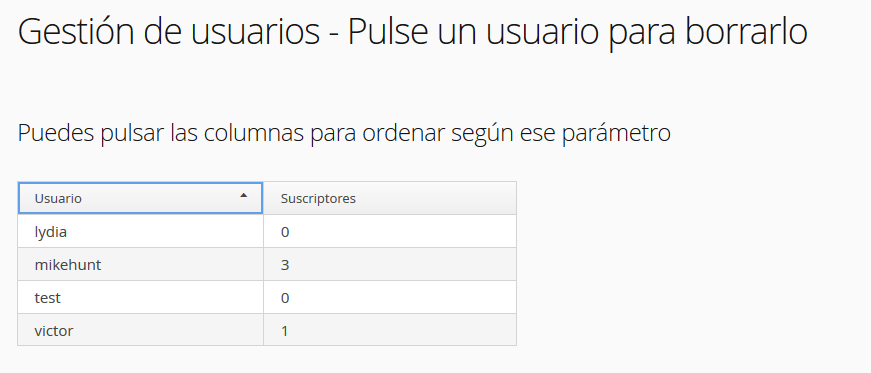 Gestión de usuarios - Pulse un usuario para borrarlo
Puedes pulsar las columnas para ordenar según ese parámetro
Usuario Suscriptores
lydia 0
mikehunt 3
test 0
victor 1